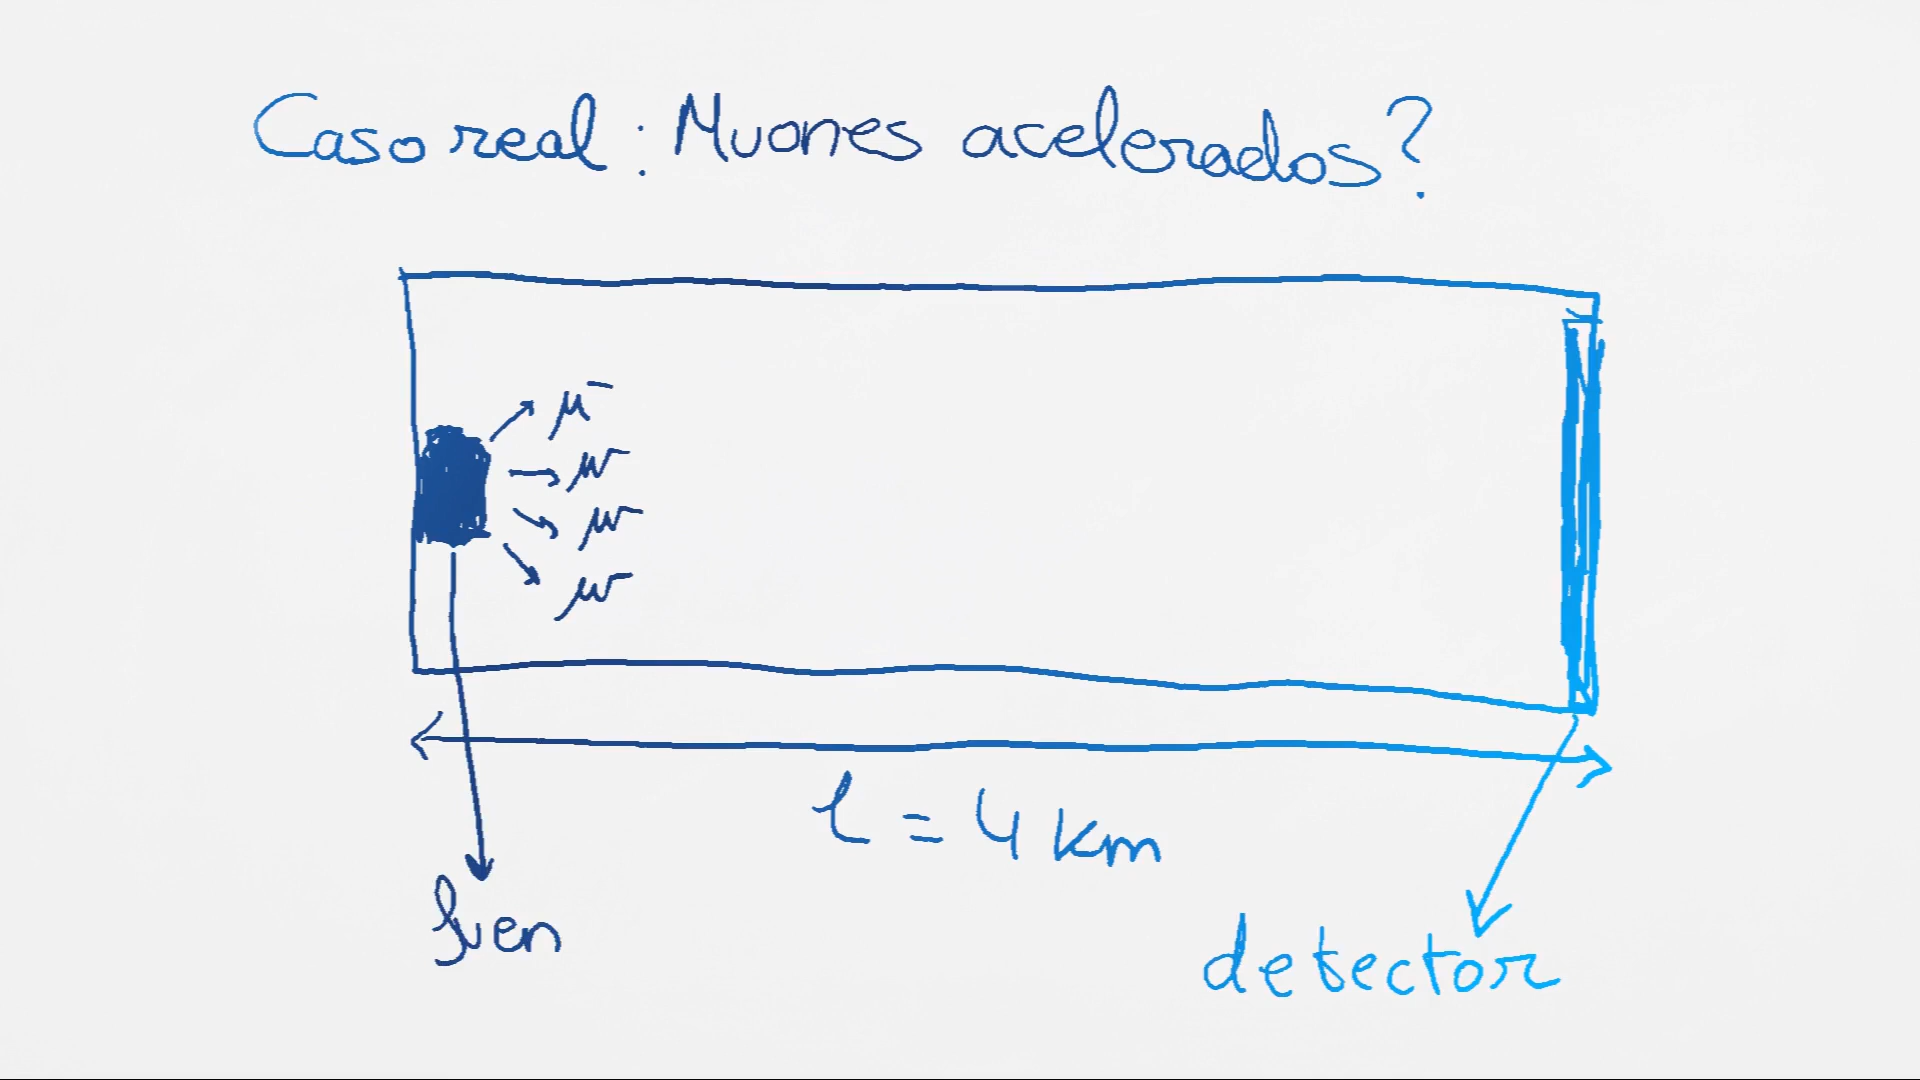 Caso real: Muones acelerados?
μ⁻
μ⁻
μ⁻
μ⁻
l = 4 km
fuen
detector